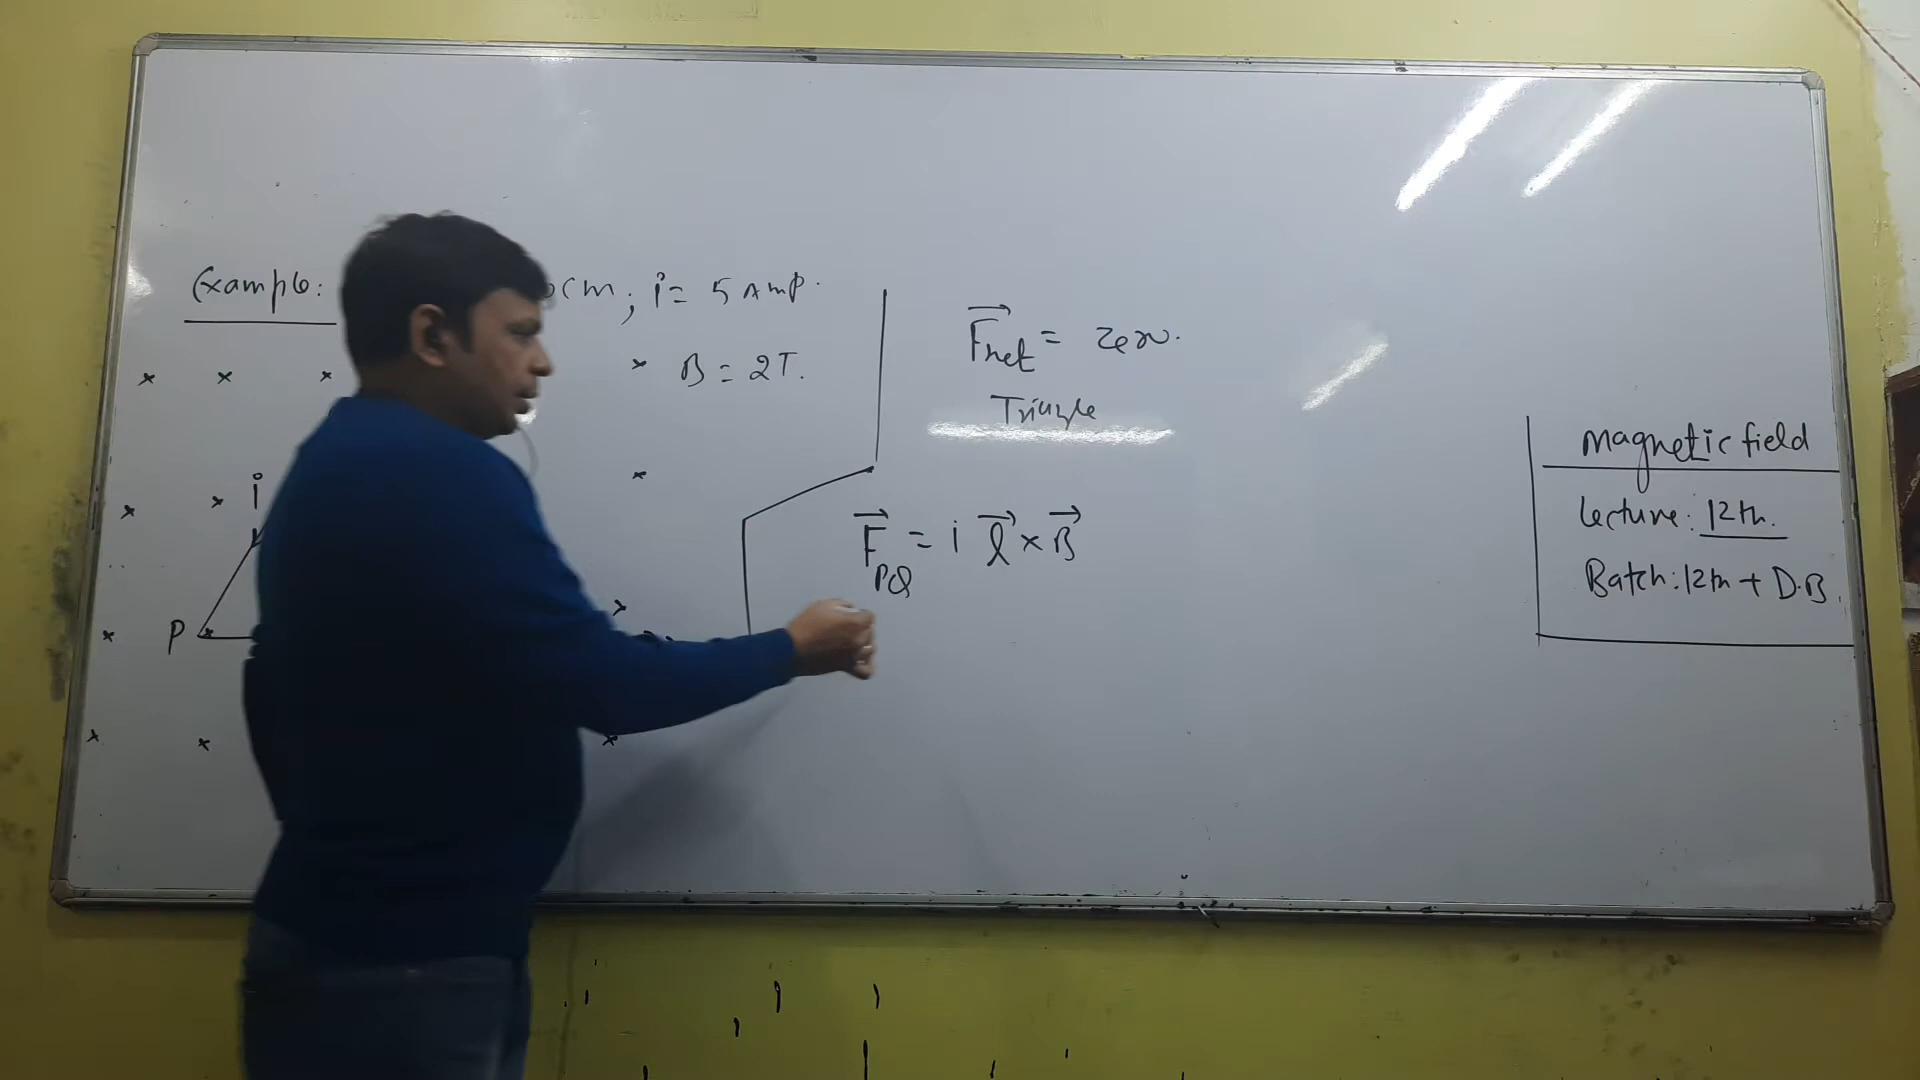 Example: cm; i = 5 Amp.
x x x x B = 2T.
x x x
i
x
P x
x x x
F⃗net = Zero.
Triangle
F⃗PQ = i l⃗ × B⃗
Magnetic field
Lecture: 12th.
Batch: 12th + D.B.